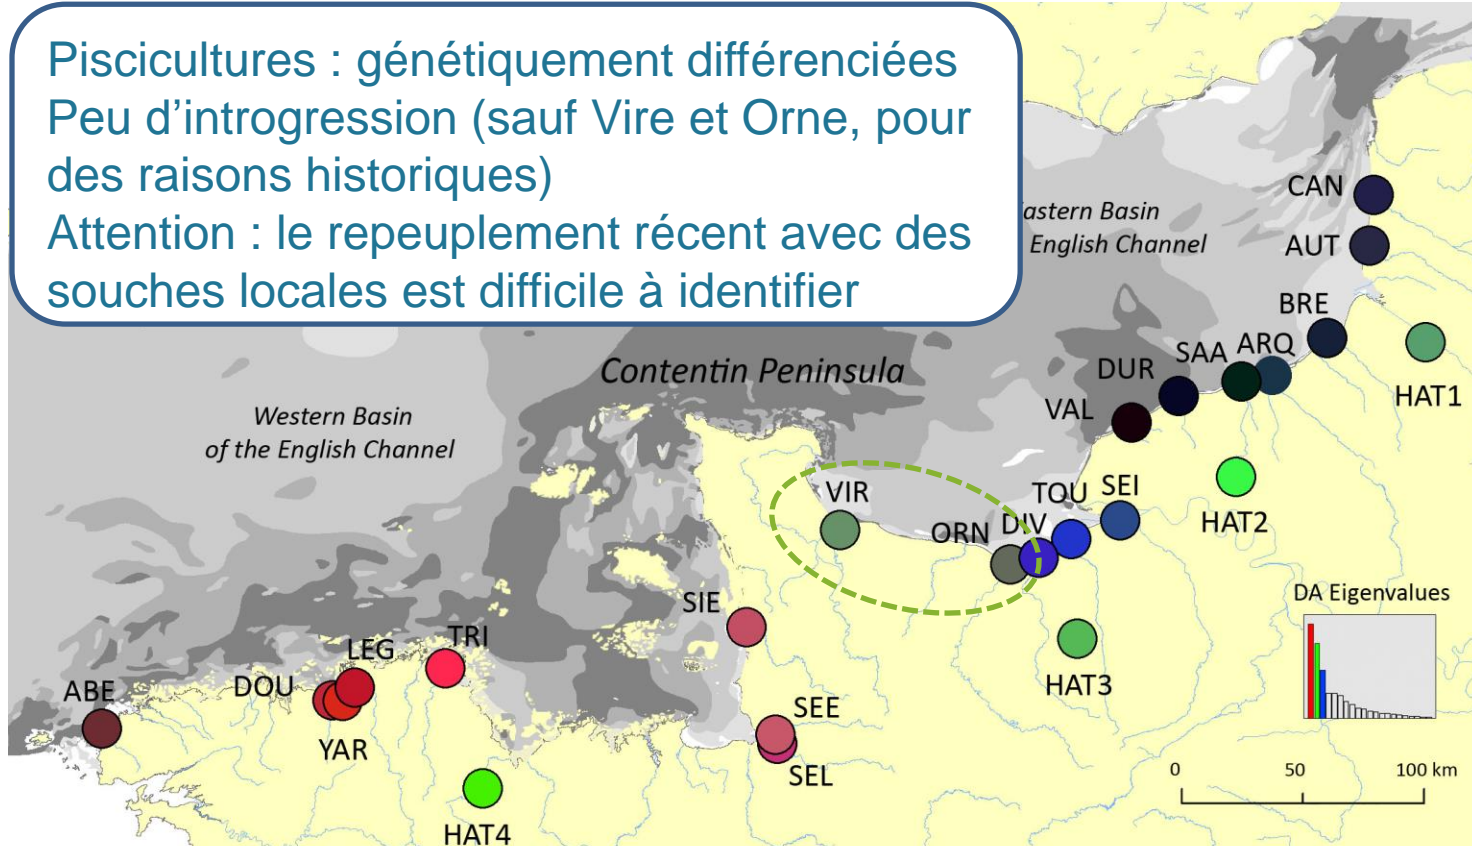 Piscicultures : génétiquement différenciées
Peu d’introgression (sauf Vire et Orne, pour
des raisons historiques)
Attention : le repeuplement récent avec des
souches locales est difficile à identifier
CAN
astern Basin
English Channel
AUT
BRE
SAA
ARQ
DUR
HAT1
Contentin Peninsula
VAL
Western Basin
of the English Channel
VIR
TOU
SEI
HAT2
ORN
DIV
DA Eigenvalues
SIE
TRI
LEG
HAT3
ABE
DOU
SEE
YAR
SEL
0 50 100 km
HAT4